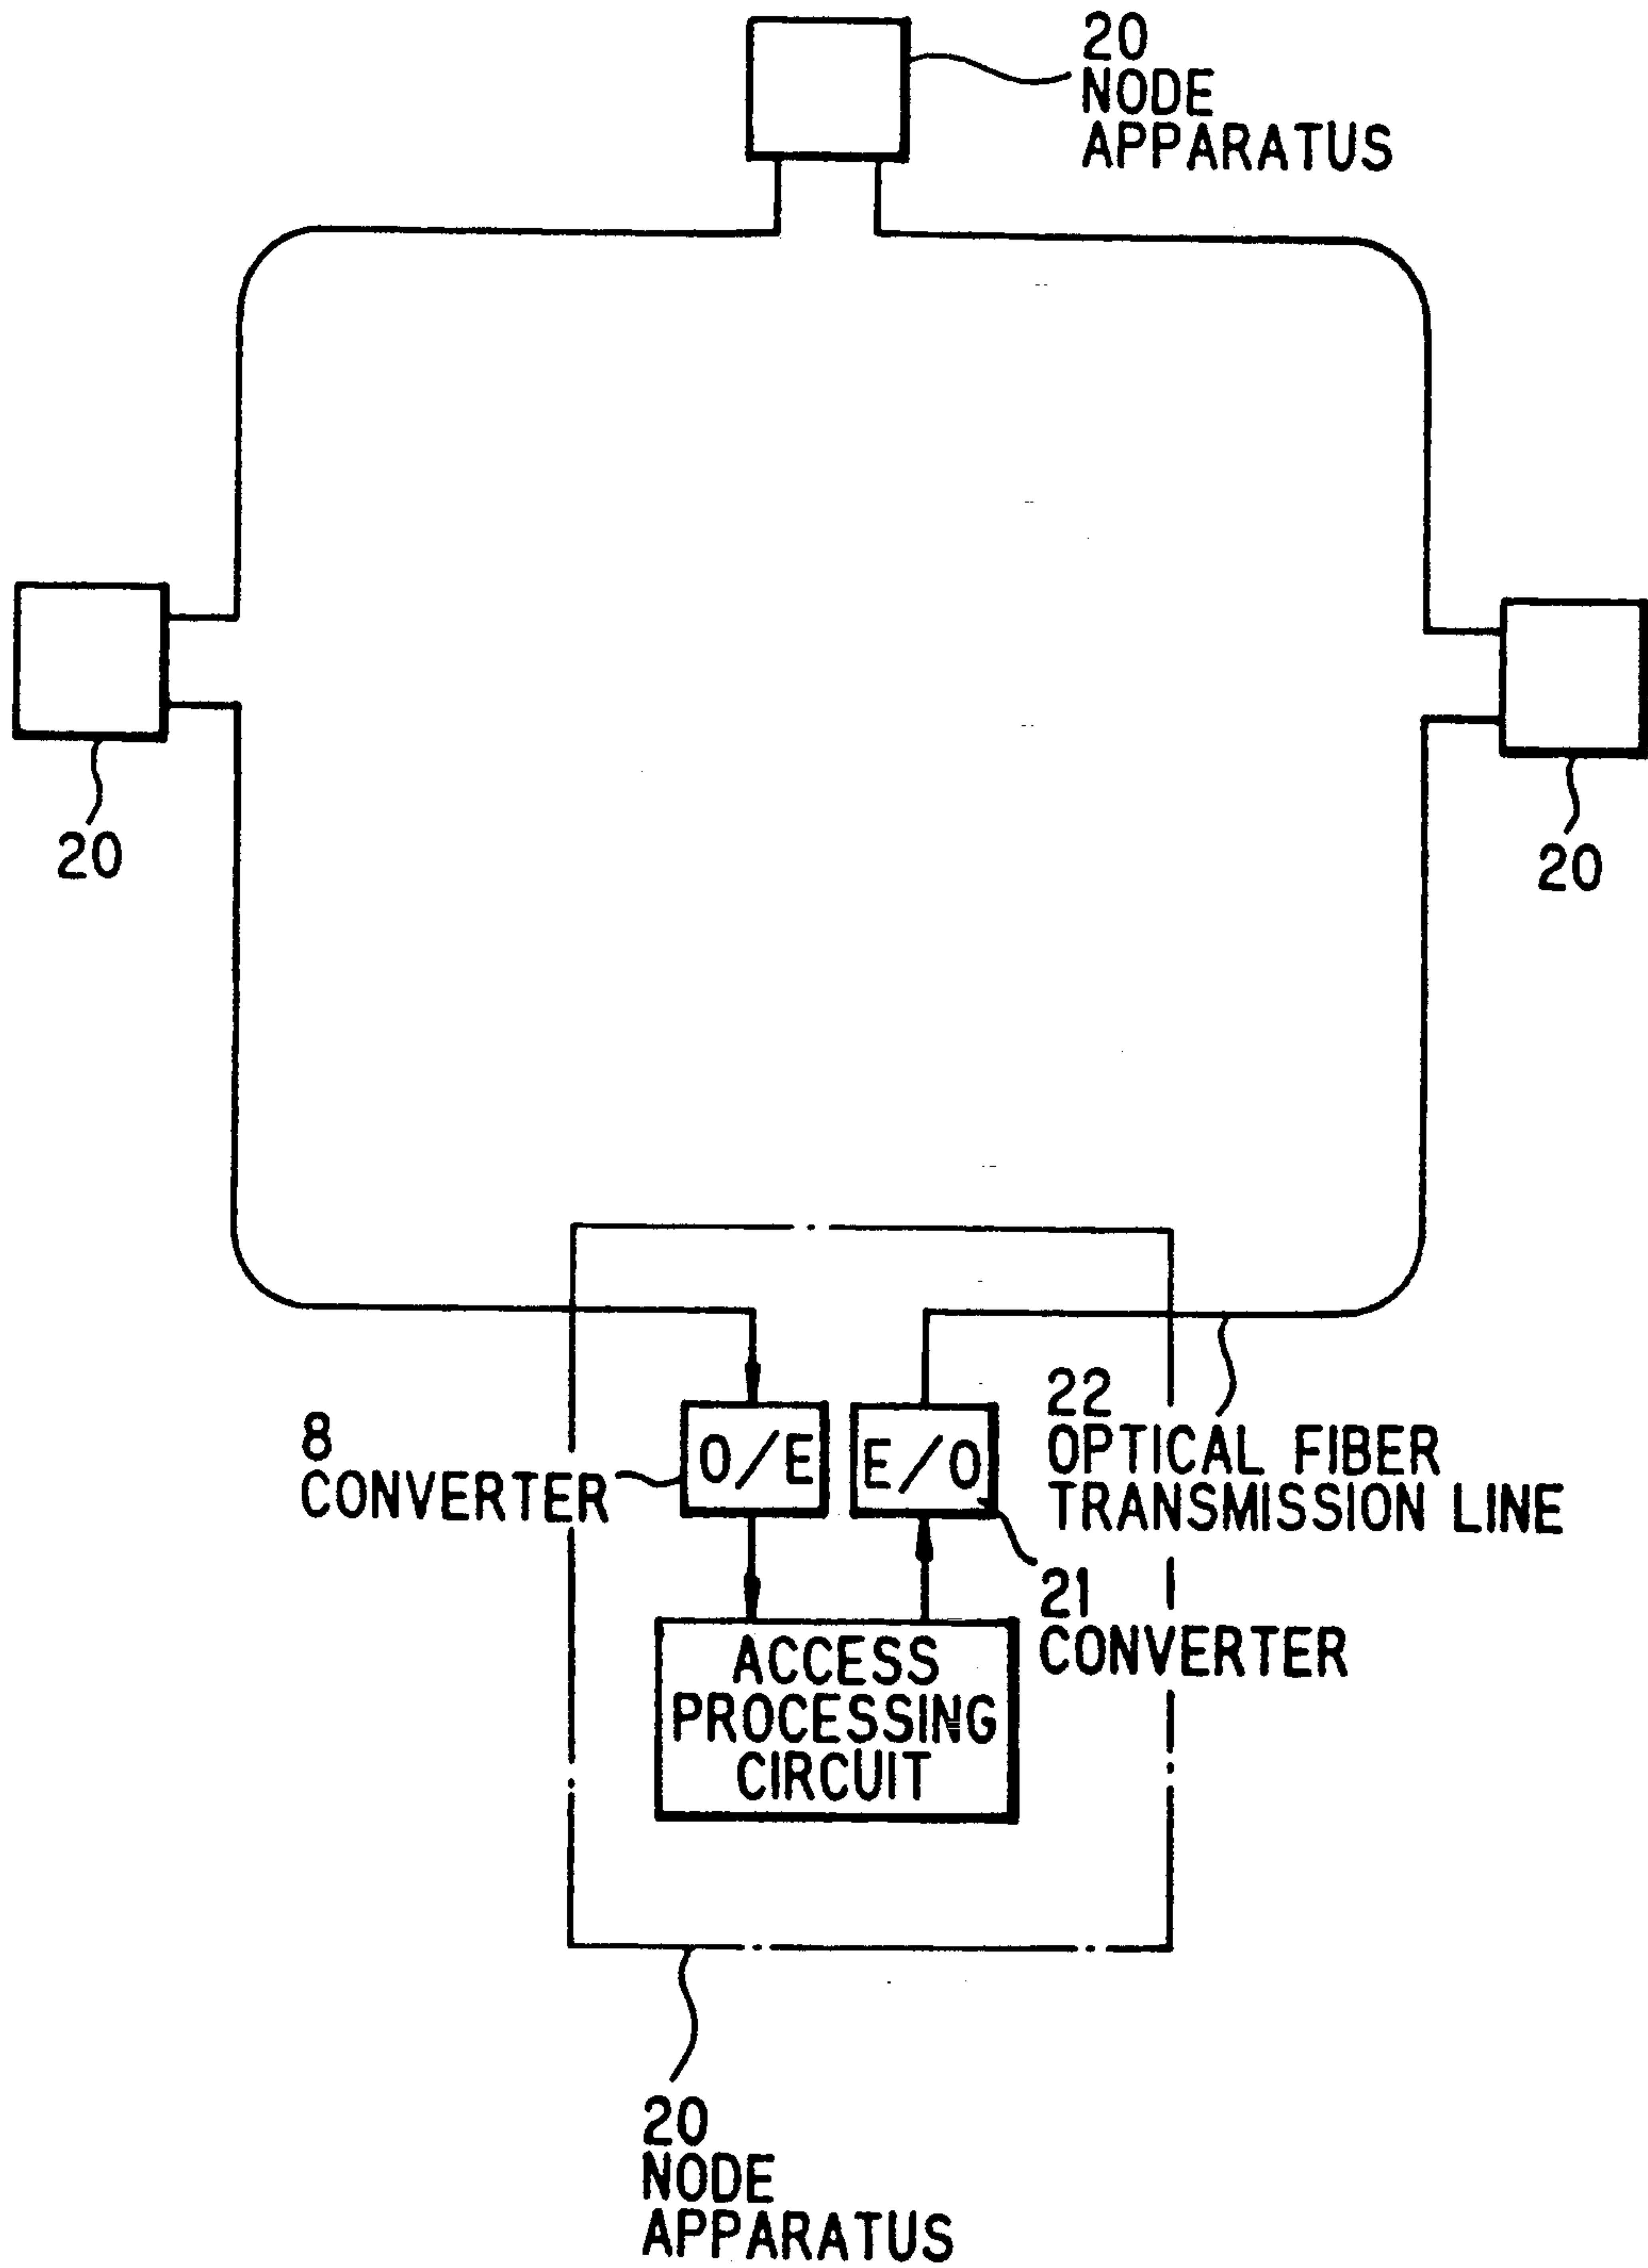 20
NODE
APPARATUS
20
20
8
CONVERTER
O/E
E/O
22
OPTICAL FIBER
TRANSMISSION LINE
21
CONVERTER
ACCESS
PROCESSING
CIRCUIT
20
NODE
APPARATUS